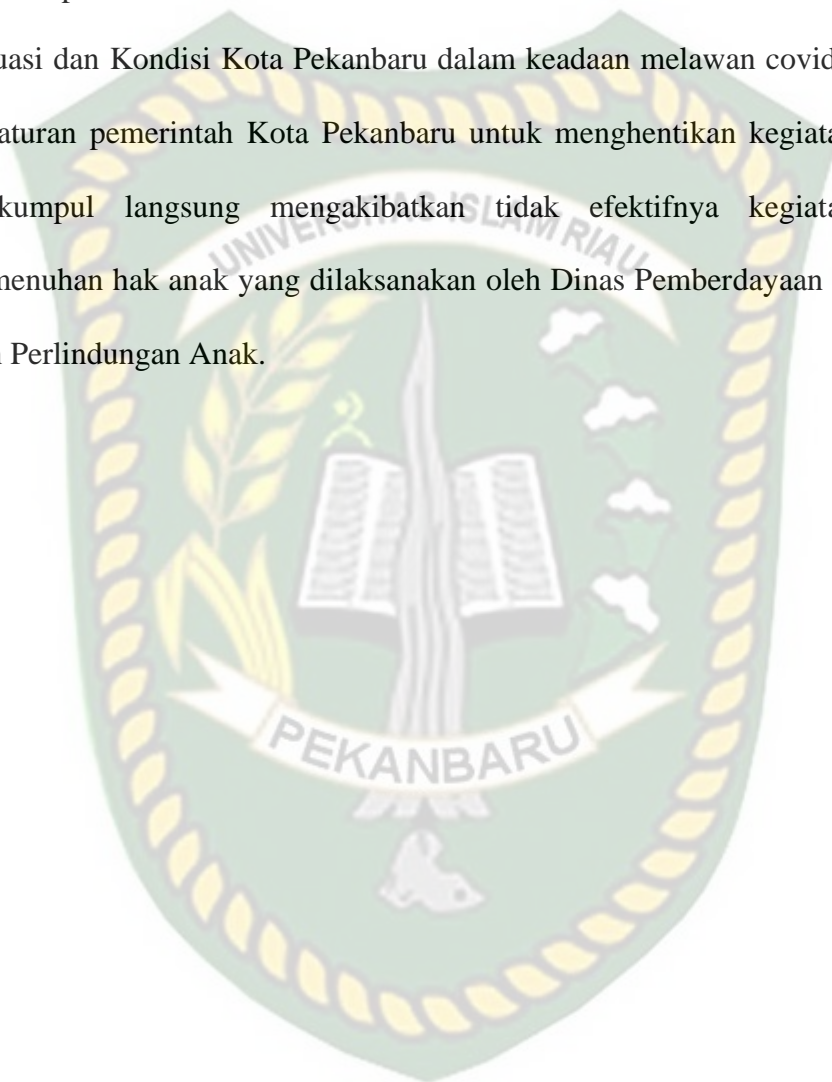 uasi dan Kondisi Kota Pekanbaru dalam keadaan melawan covid
aturan pemerintah Kota Pekanbaru untuk menghentikan kegiata
kumpul langsung mengakibatkan tidak efektifnya kegiata
menuhan hak anak yang dilaksanakan oleh Dinas Pemberdayaan
Perlindungan Anak.
UNIVERSITAS ISLAM RIAU
PEKANBARU